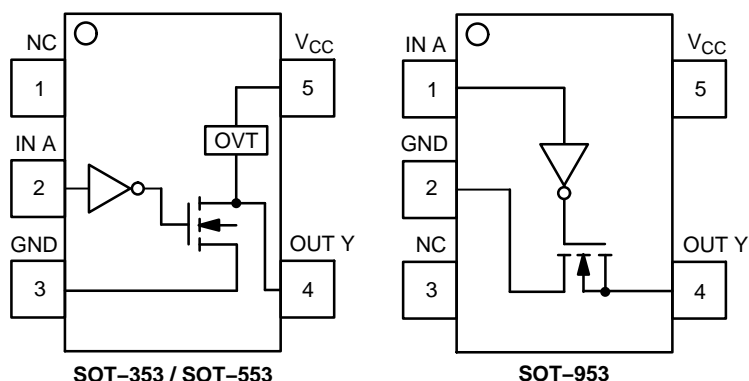 NC
1
IN A
2
GND
3
VCC
5
OVT
OUT Y
4
SOT–353 / SOT–553
IN A
1
GND
2
NC
3
VCC
5
OUT Y
4
SOT–953